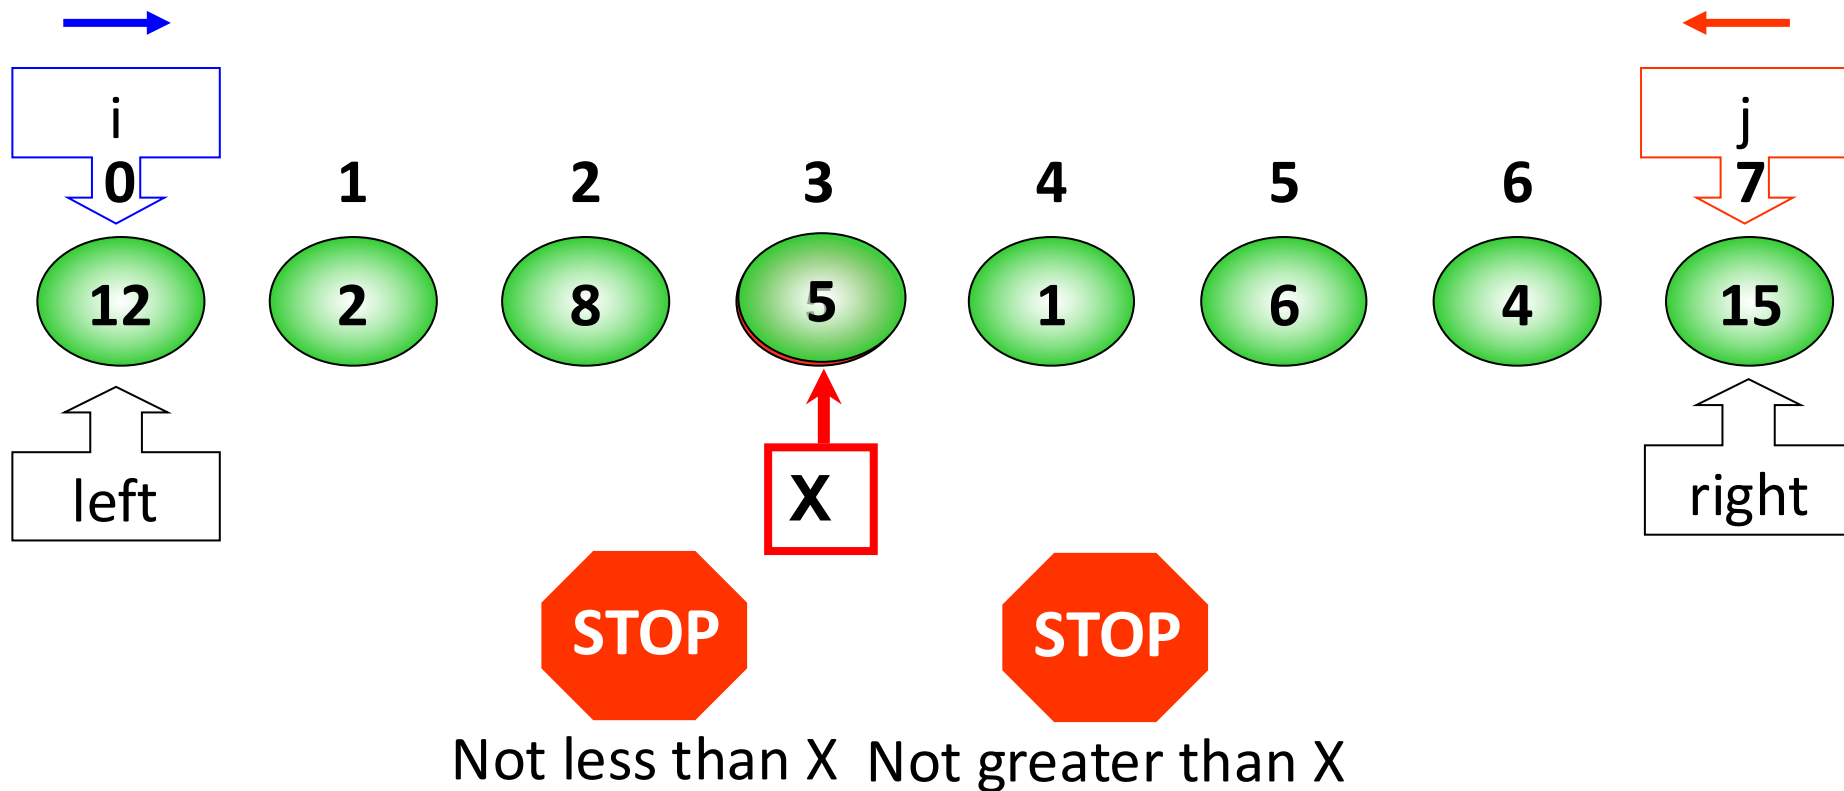 i j
0 1 2 3 4 5 6 7
12 2 8 5 1 6 4 15
left right
X
STOP STOP
Not less than X Not greater than X